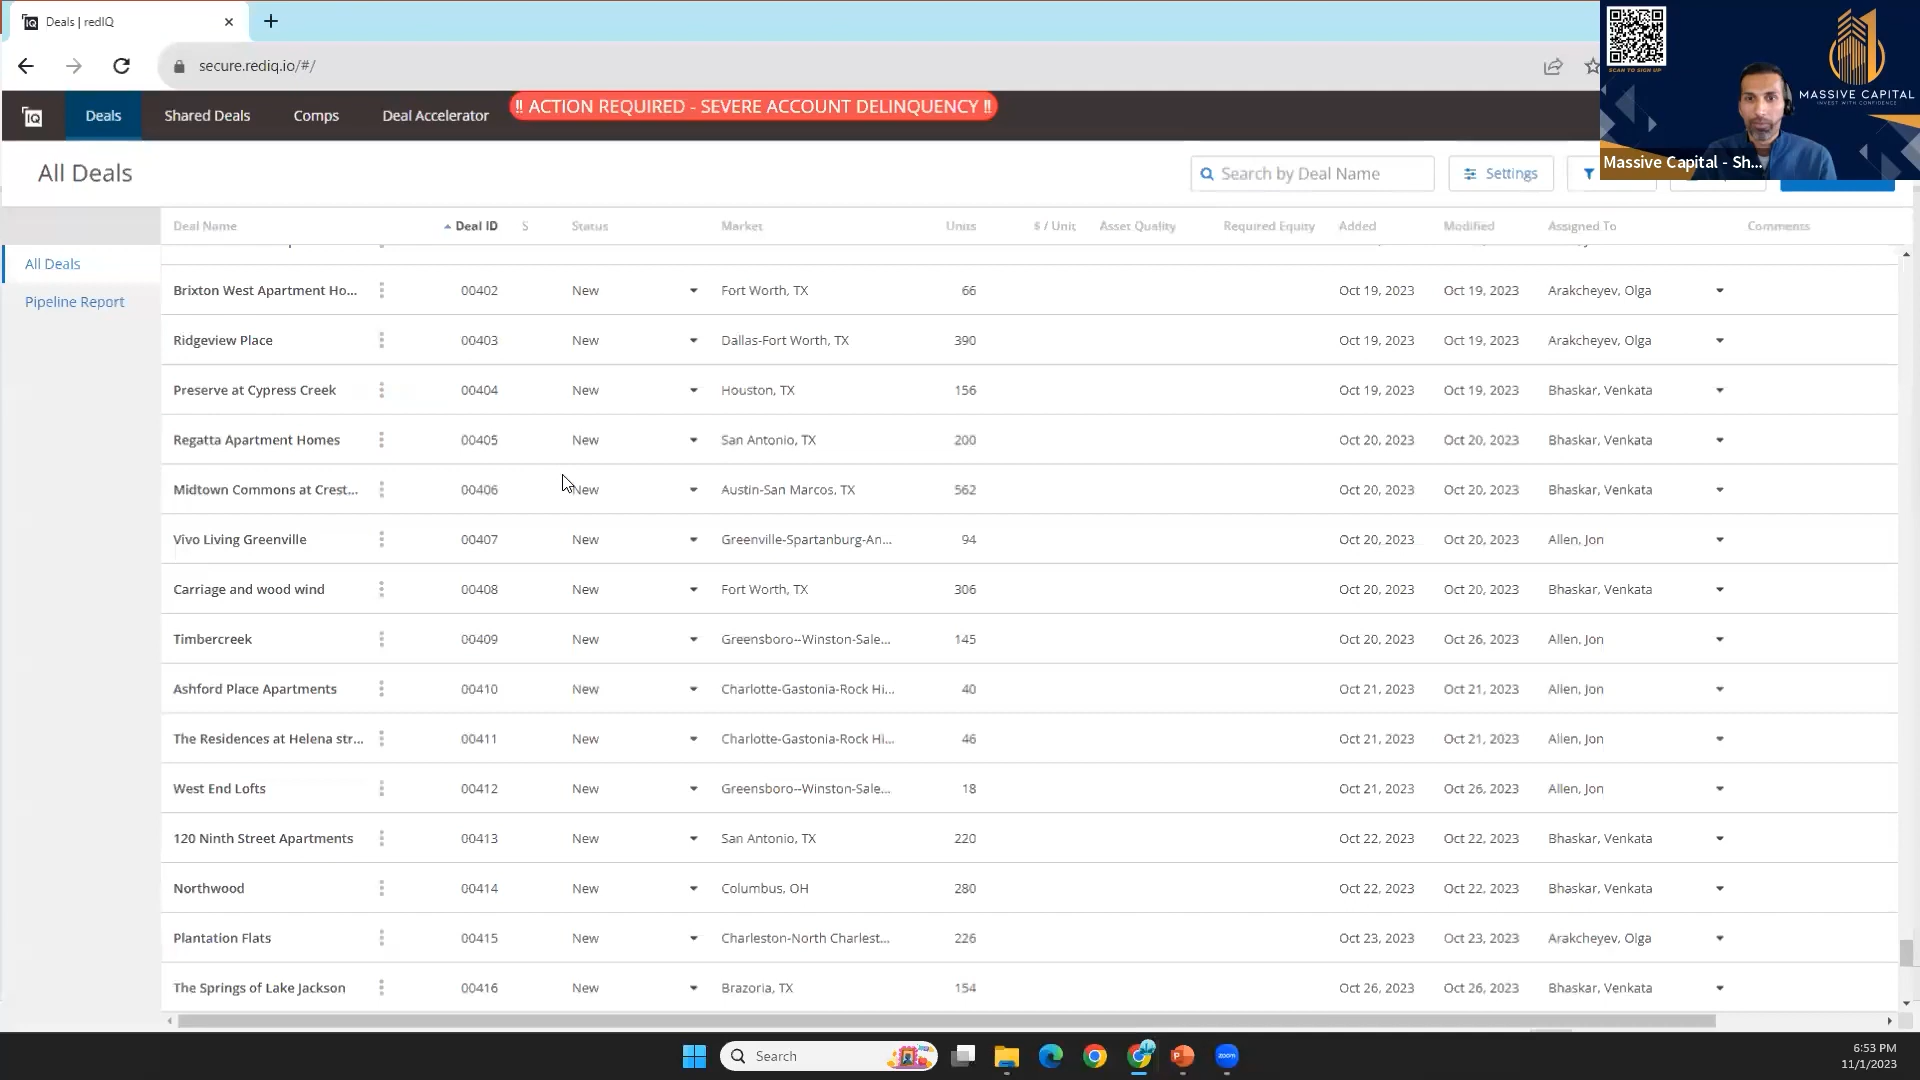 Deals | redIQ
secure.rediq.io/#/
IQ Deals Shared Deals Comps Deal Accelerator !! ACTION REQUIRED - SEVERE ACCOUNT DELINQUENCY !!
SCAN TO SIGN UP
MASSIVE CAPITAL
INVEST WITH CONFIDENCE
Massive Capital - Sh...
All Deals Search by Deal Name Settings
Deal Name Deal ID S Status Market Units $ / Unit Asset Quality Required Equity Added Modified Assigned To Comments
All Deals
Pipeline Report
Brixton West Apartment Ho... 00402 New Fort Worth, TX 66 Oct 19, 2023 Oct 19, 2023 Arakcheyev, Olga
Ridgeview Place 00403 New Dallas-Fort Worth, TX 390 Oct 19, 2023 Oct 19, 2023 Arakcheyev, Olga
Preserve at Cypress Creek 00404 New Houston, TX 156 Oct 19, 2023 Oct 19, 2023 Bhaskar, Venkata
Regatta Apartment Homes 00405 New San Antonio, TX 200 Oct 20, 2023 Oct 20, 2023 Bhaskar, Venkata
Midtown Commons at Crest... 00406 New Austin-San Marcos, TX 562 Oct 20, 2023 Oct 20, 2023 Bhaskar, Venkata
Vivo Living Greenville 00407 New Greenville-Spartanburg-An... 94 Oct 20, 2023 Oct 20, 2023 Allen, Jon
Carriage and wood wind 00408 New Fort Worth, TX 306 Oct 20, 2023 Oct 20, 2023 Bhaskar, Venkata
Timbercreek 00409 New Greensboro--Winston-Sale... 145 Oct 20, 2023 Oct 26, 2023 Allen, Jon
Ashford Place Apartments 00410 New Charlotte-Gastonia-Rock Hi... 40 Oct 21, 2023 Oct 21, 2023 Allen, Jon
The Residences at Helena str... 00411 New Charlotte-Gastonia-Rock Hi... 46 Oct 21, 2023 Oct 21, 2023 Allen, Jon
West End Lofts 00412 New Greensboro--Winston-Sale... 18 Oct 21, 2023 Oct 26, 2023 Allen, Jon
120 Ninth Street Apartments 00413 New San Antonio, TX 220 Oct 22, 2023 Oct 22, 2023 Bhaskar, Venkata
Northwood 00414 New Columbus, OH 280 Oct 22, 2023 Oct 22, 2023 Bhaskar, Venkata
Plantation Flats 00415 New Charleston-North Charlest... 226 Oct 23, 2023 Oct 23, 2023 Arakcheyev, Olga
The Springs of Lake Jackson 00416 New Brazoria, TX 154 Oct 26, 2023 Oct 26, 2023 Bhaskar, Venkata
Search zoom
6:53 PM
11/1/2023